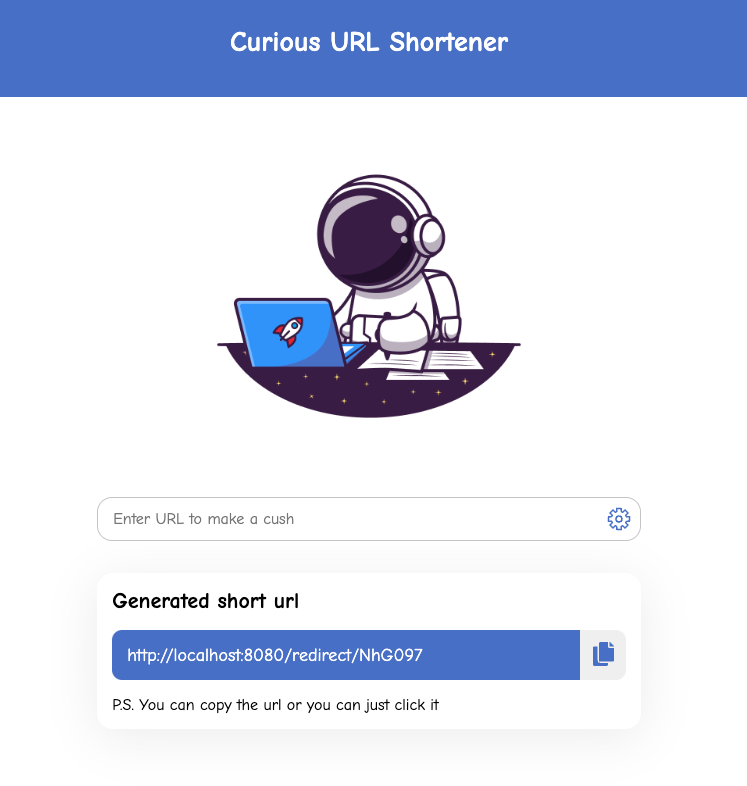 Curious URL Shortener
Enter URL to make a cush
Generated short url
http://localhost:8080/redirect/NhG097
P.S. You can copy the url or you can just click it